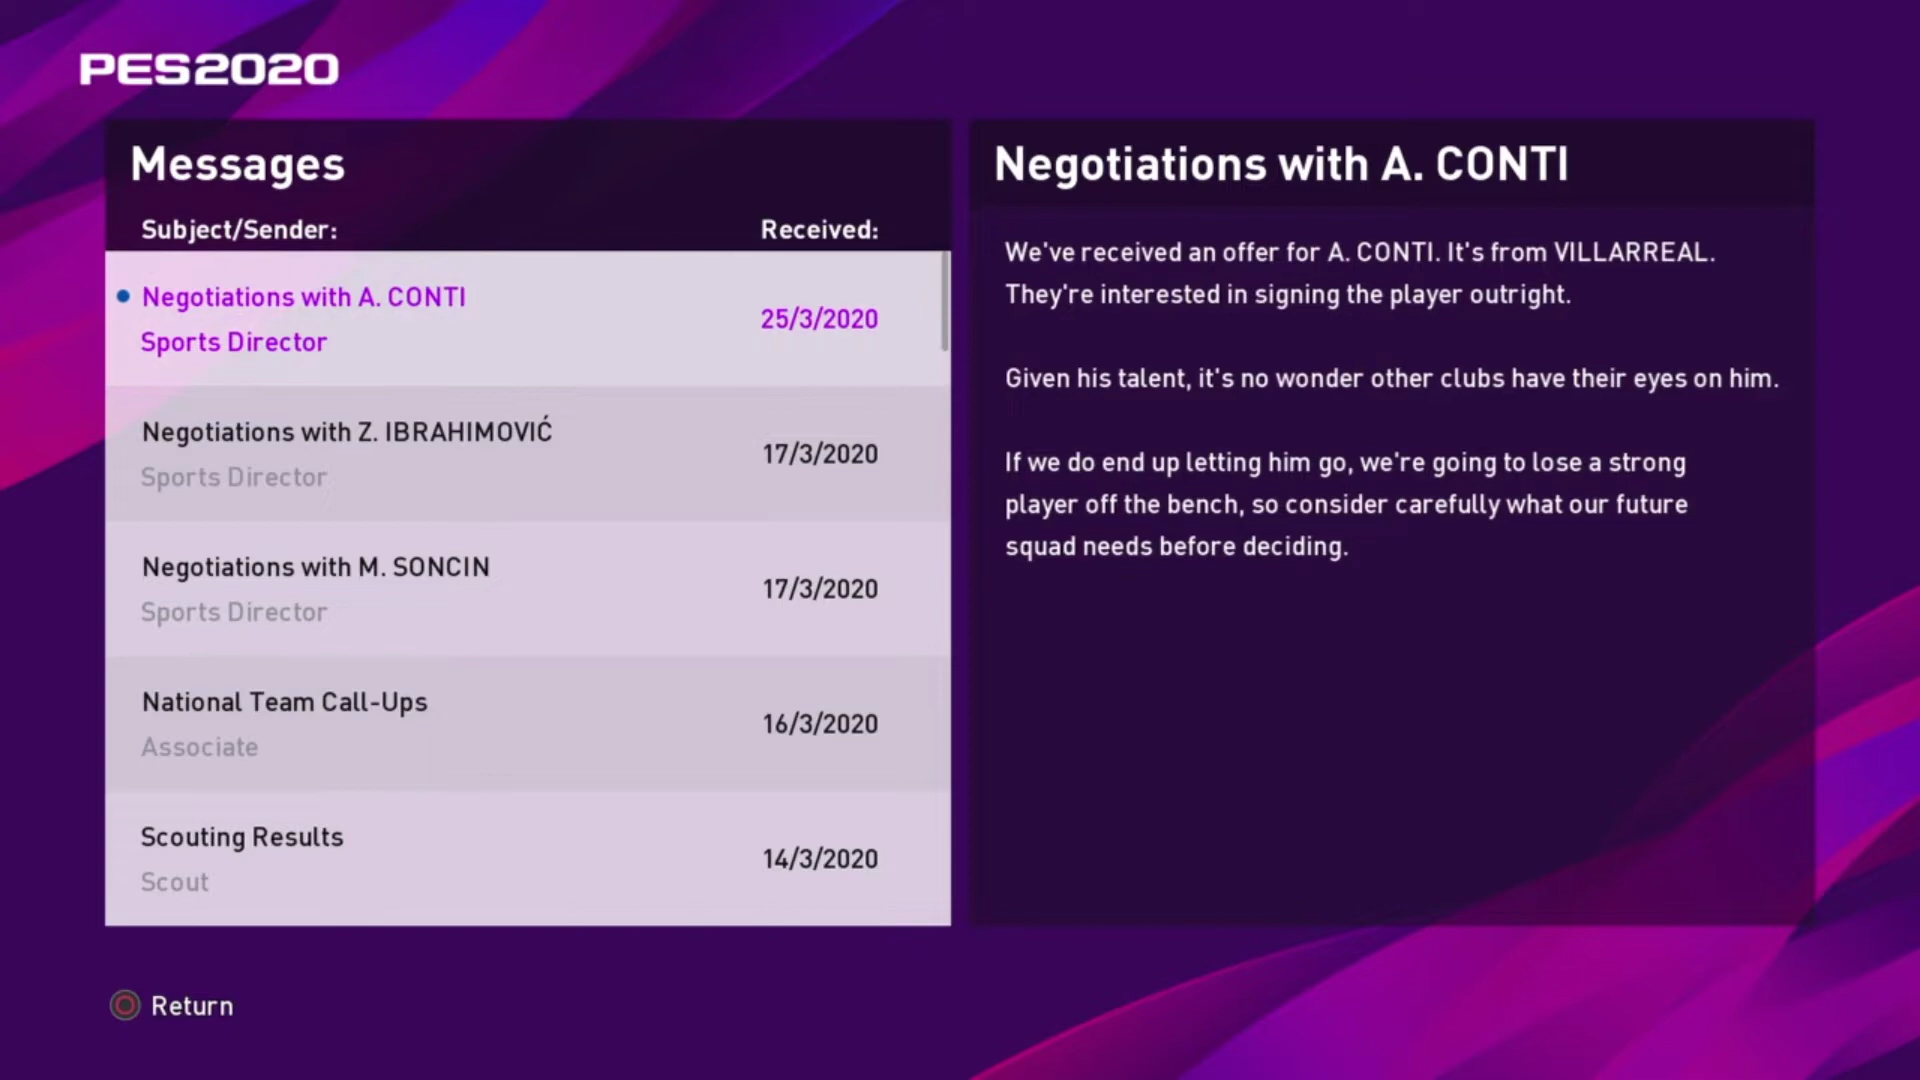 PES2020
Messages
Subject/Sender:
Received:
Negotiations with A. CONTI
Sports Director
25/3/2020
Negotiations with Z. IBRAHIMOVIĆ
Sports Director
17/3/2020
Negotiations with M. SONCIN
Sports Director
17/3/2020
National Team Call-Ups
Associate
16/3/2020
Scouting Results
Scout
14/3/2020
Negotiations with A. CONTI
We've received an offer for A. CONTI. It's from VILLARREAL.
They're interested in signing the player outright.
Given his talent, it's no wonder other clubs have their eyes on him.
If we do end up letting him go, we're going to lose a strong
player off the bench, so consider carefully what our future
squad needs before deciding.
Return